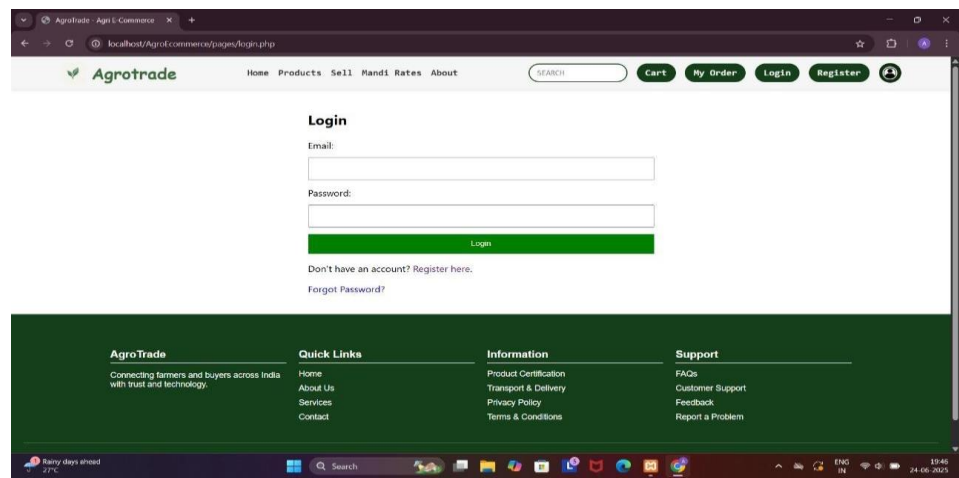 AgroTrade - Agri E-Commerce
localhost/AgroEcommerce/pages/login.php
Agrotrade
Home Products Sell Mandi Rates About
SEARCH
Cart
My Order
Login
Register
Login
Email:
Password:
Login
Don't have an account? Register here.
Forgot Password?
AgroTrade
Connecting farmers and buyers across India
with trust and technology.
Quick Links
Home
About Us
Services
Contact
Information
Product Certification
Transport & Delivery
Privacy Policy
Terms & Conditions
Support
FAQs
Customer Support
Feedback
Report a Problem
Rainy days ahead
27°C
Search
ENG
IN
19:46
24-06-2025